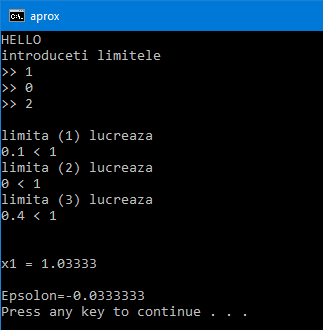 aprox
HELLO
introduceti limitele
>> 1
>> 0
>> 2
limita (1) lucreaza
0.1 < 1
limita (2) lucreaza
0 < 1
limita (3) lucreaza
0.4 < 1
x1 = 1.03333
Epsolon=-0.0333333
Press any key to continue . . .